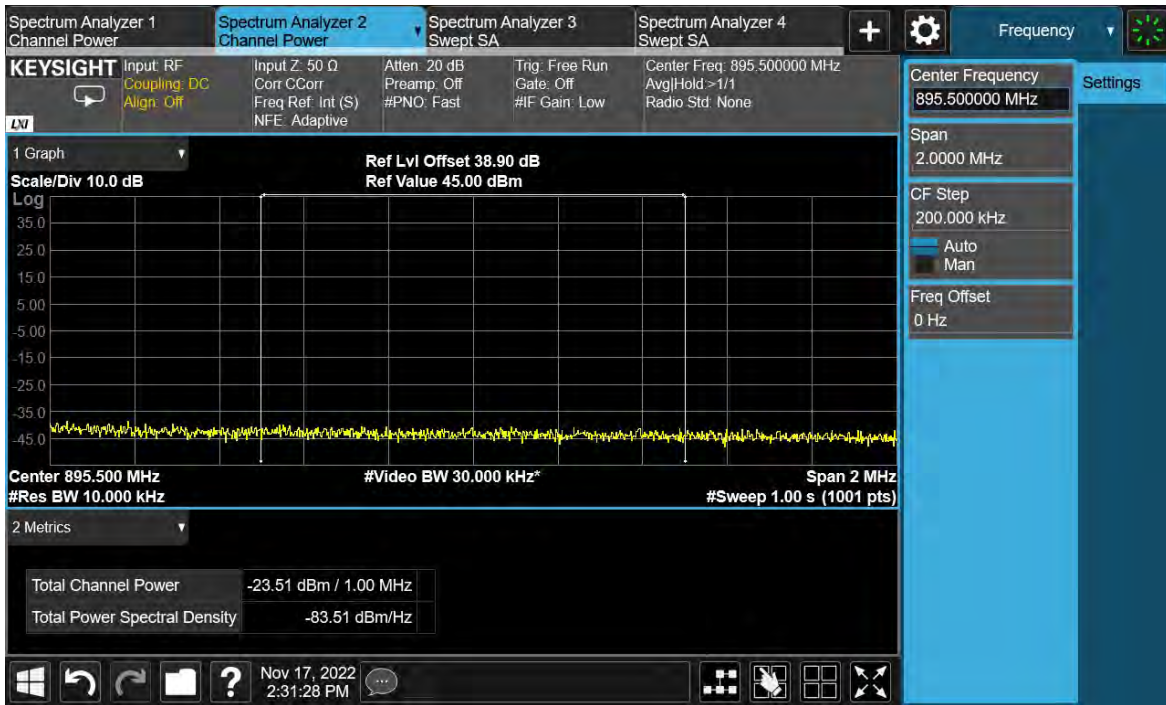 Spectrum Analyzer 1
Channel Power
Spectrum Analyzer 2
Channel Power
Spectrum Analyzer 3
Swept SA
Spectrum Analyzer 4
Swept SA
+
Frequency
KEYSIGHT
LXI
Input: RF
Coupling: DC
Align: Off
Input Z: 50 Ω
Corr CCorr
Freq Ref: Int (S)
NFE: Adaptive
Atten: 20 dB
Preamp: Off
#PNO: Fast
Trig: Free Run
Gate: Off
#IF Gain: Low
Center Freq: 895.500000 MHz
Avg|Hold:>1/1
Radio Std: None
Center Frequency
895.500000 MHz
Settings
Span
2.0000 MHz
CF Step
200.000 kHz
Auto
Man
Freq Offset
0 Hz
1 Graph
Scale/Div 10.0 dB
Ref Lvl Offset 38.90 dB
Ref Value 45.00 dBm
Log
35.0
25.0
15.0
5.00
-5.00
-15.0
-25.0
-35.0
-45.0
Center 895.500 MHz
#Video BW 30.000 kHz*
Span 2 MHz
#Res BW 10.000 kHz
#Sweep 1.00 s (1001 pts)
2 Metrics
Total Channel Power -23.51 dBm / 1.00 MHz
Total Power Spectral Density -83.51 dBm/Hz
?
Nov 17, 2022
2:31:28 PM